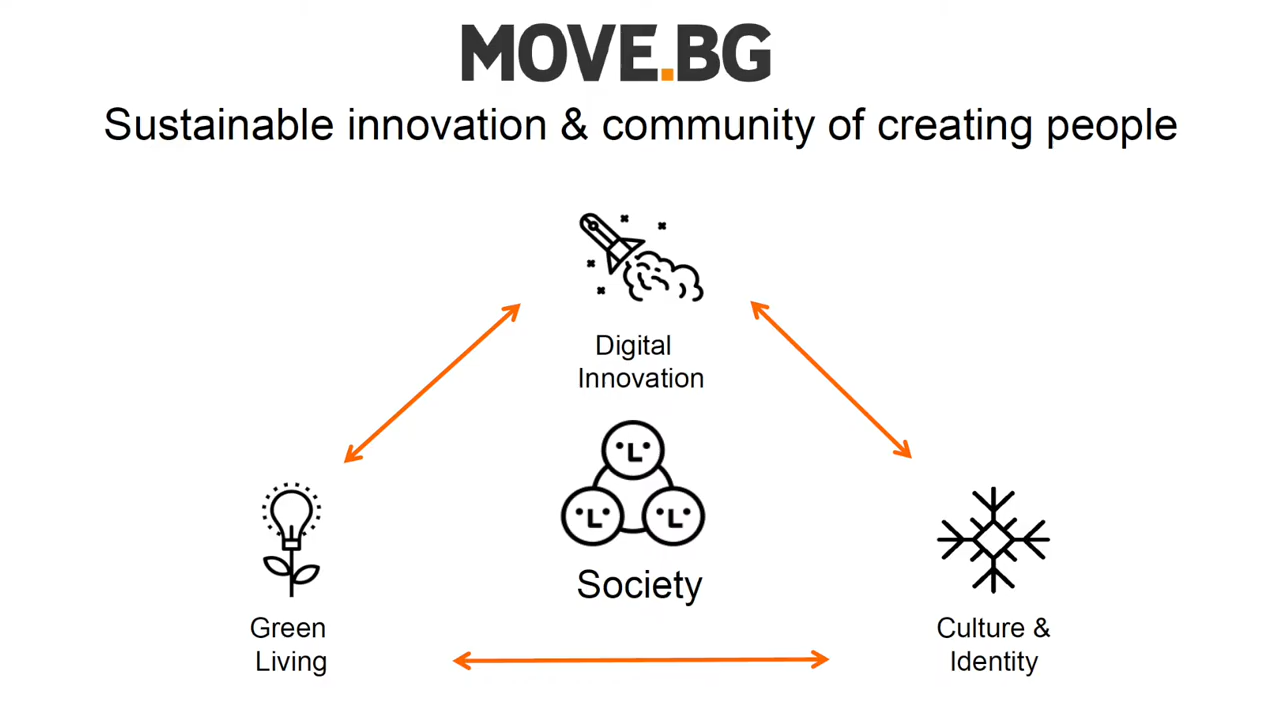 MOVE.BG
Sustainable innovation & community of creating people
Digital
Innovation
Society
Green
Living
Culture &
Identity